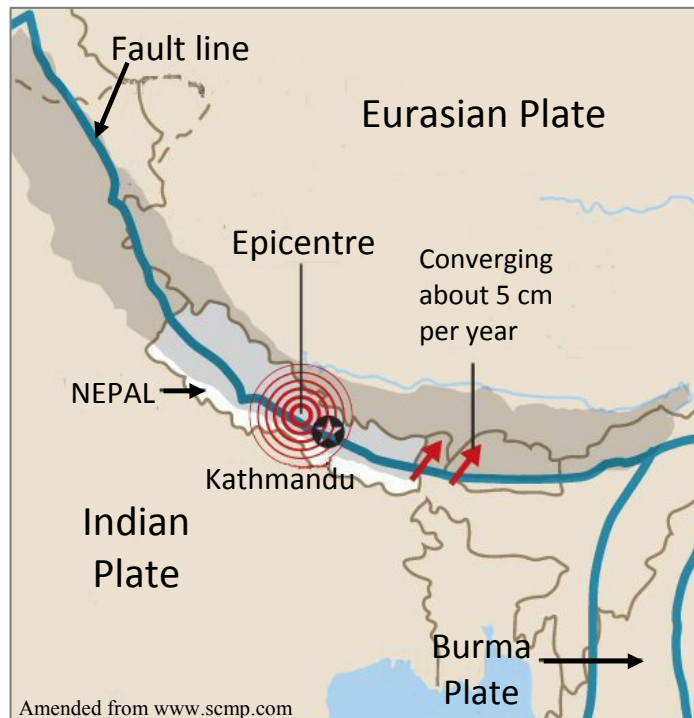 Fault line
Eurasian Plate
Epicentre
Converging
about 5 cm
per year
NEPAL
Kathmandu
Indian
Plate
Burma
Plate
Amended from www.scmp.com